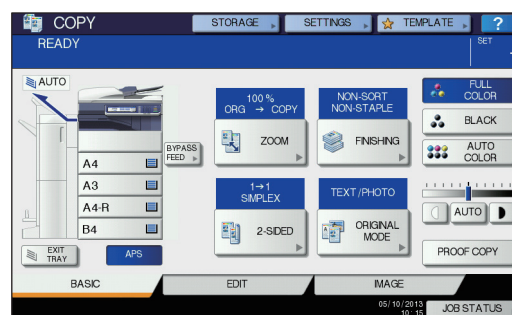 COPY
STORAGE
SETTINGS
TEMPLATE
?
READY
SET
AUTO
100 %
ORG → COPY
ZOOM
NON-SORT
NON-STAPLE
FINISHING
FULL
COLOR
BLACK
AUTO
COLOR
BYPASS
FEED
A4
A3
A4-R
B4
1→1
SIMPLEX
2-SIDED
TEXT/PHOTO
ORIGINAL
MODE
AUTO
EXIT
TRAY
APS
PROOF COPY
BASIC
EDIT
IMAGE
05/10/2013
10:15
JOB STATUS